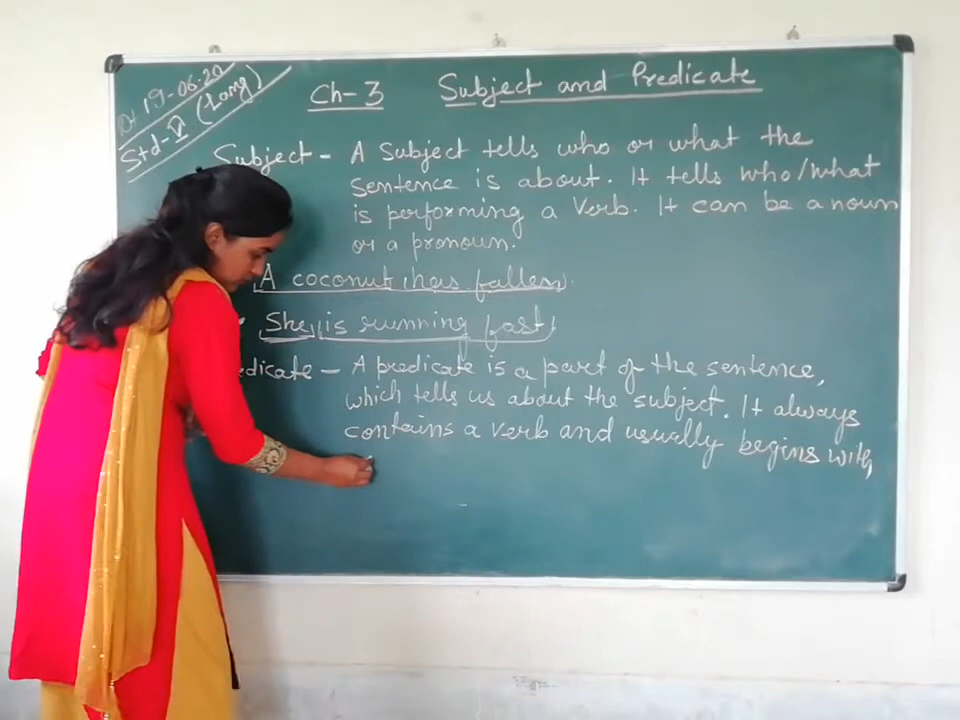 Dt 19-06-20
Std-V (Lang)
Ch-3 Subject and Predicate
Subject - A Subject tells who or what the
sentence is about. It tells who/what
is performing a Verb. It can be a noun
or a pronoun.
A coconut has fallen.
She is running fast.
edicate - A predicate is a part of the sentence,
which tells us about the subject. It always
contains a verb and usually begins with